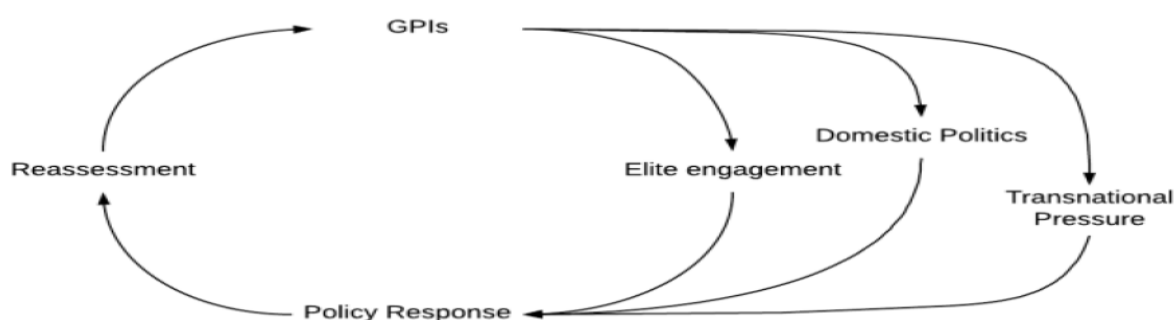 GPIs
Domestic Politics
Reassessment
Elite engagement
Transnational
Pressure
Policy Response